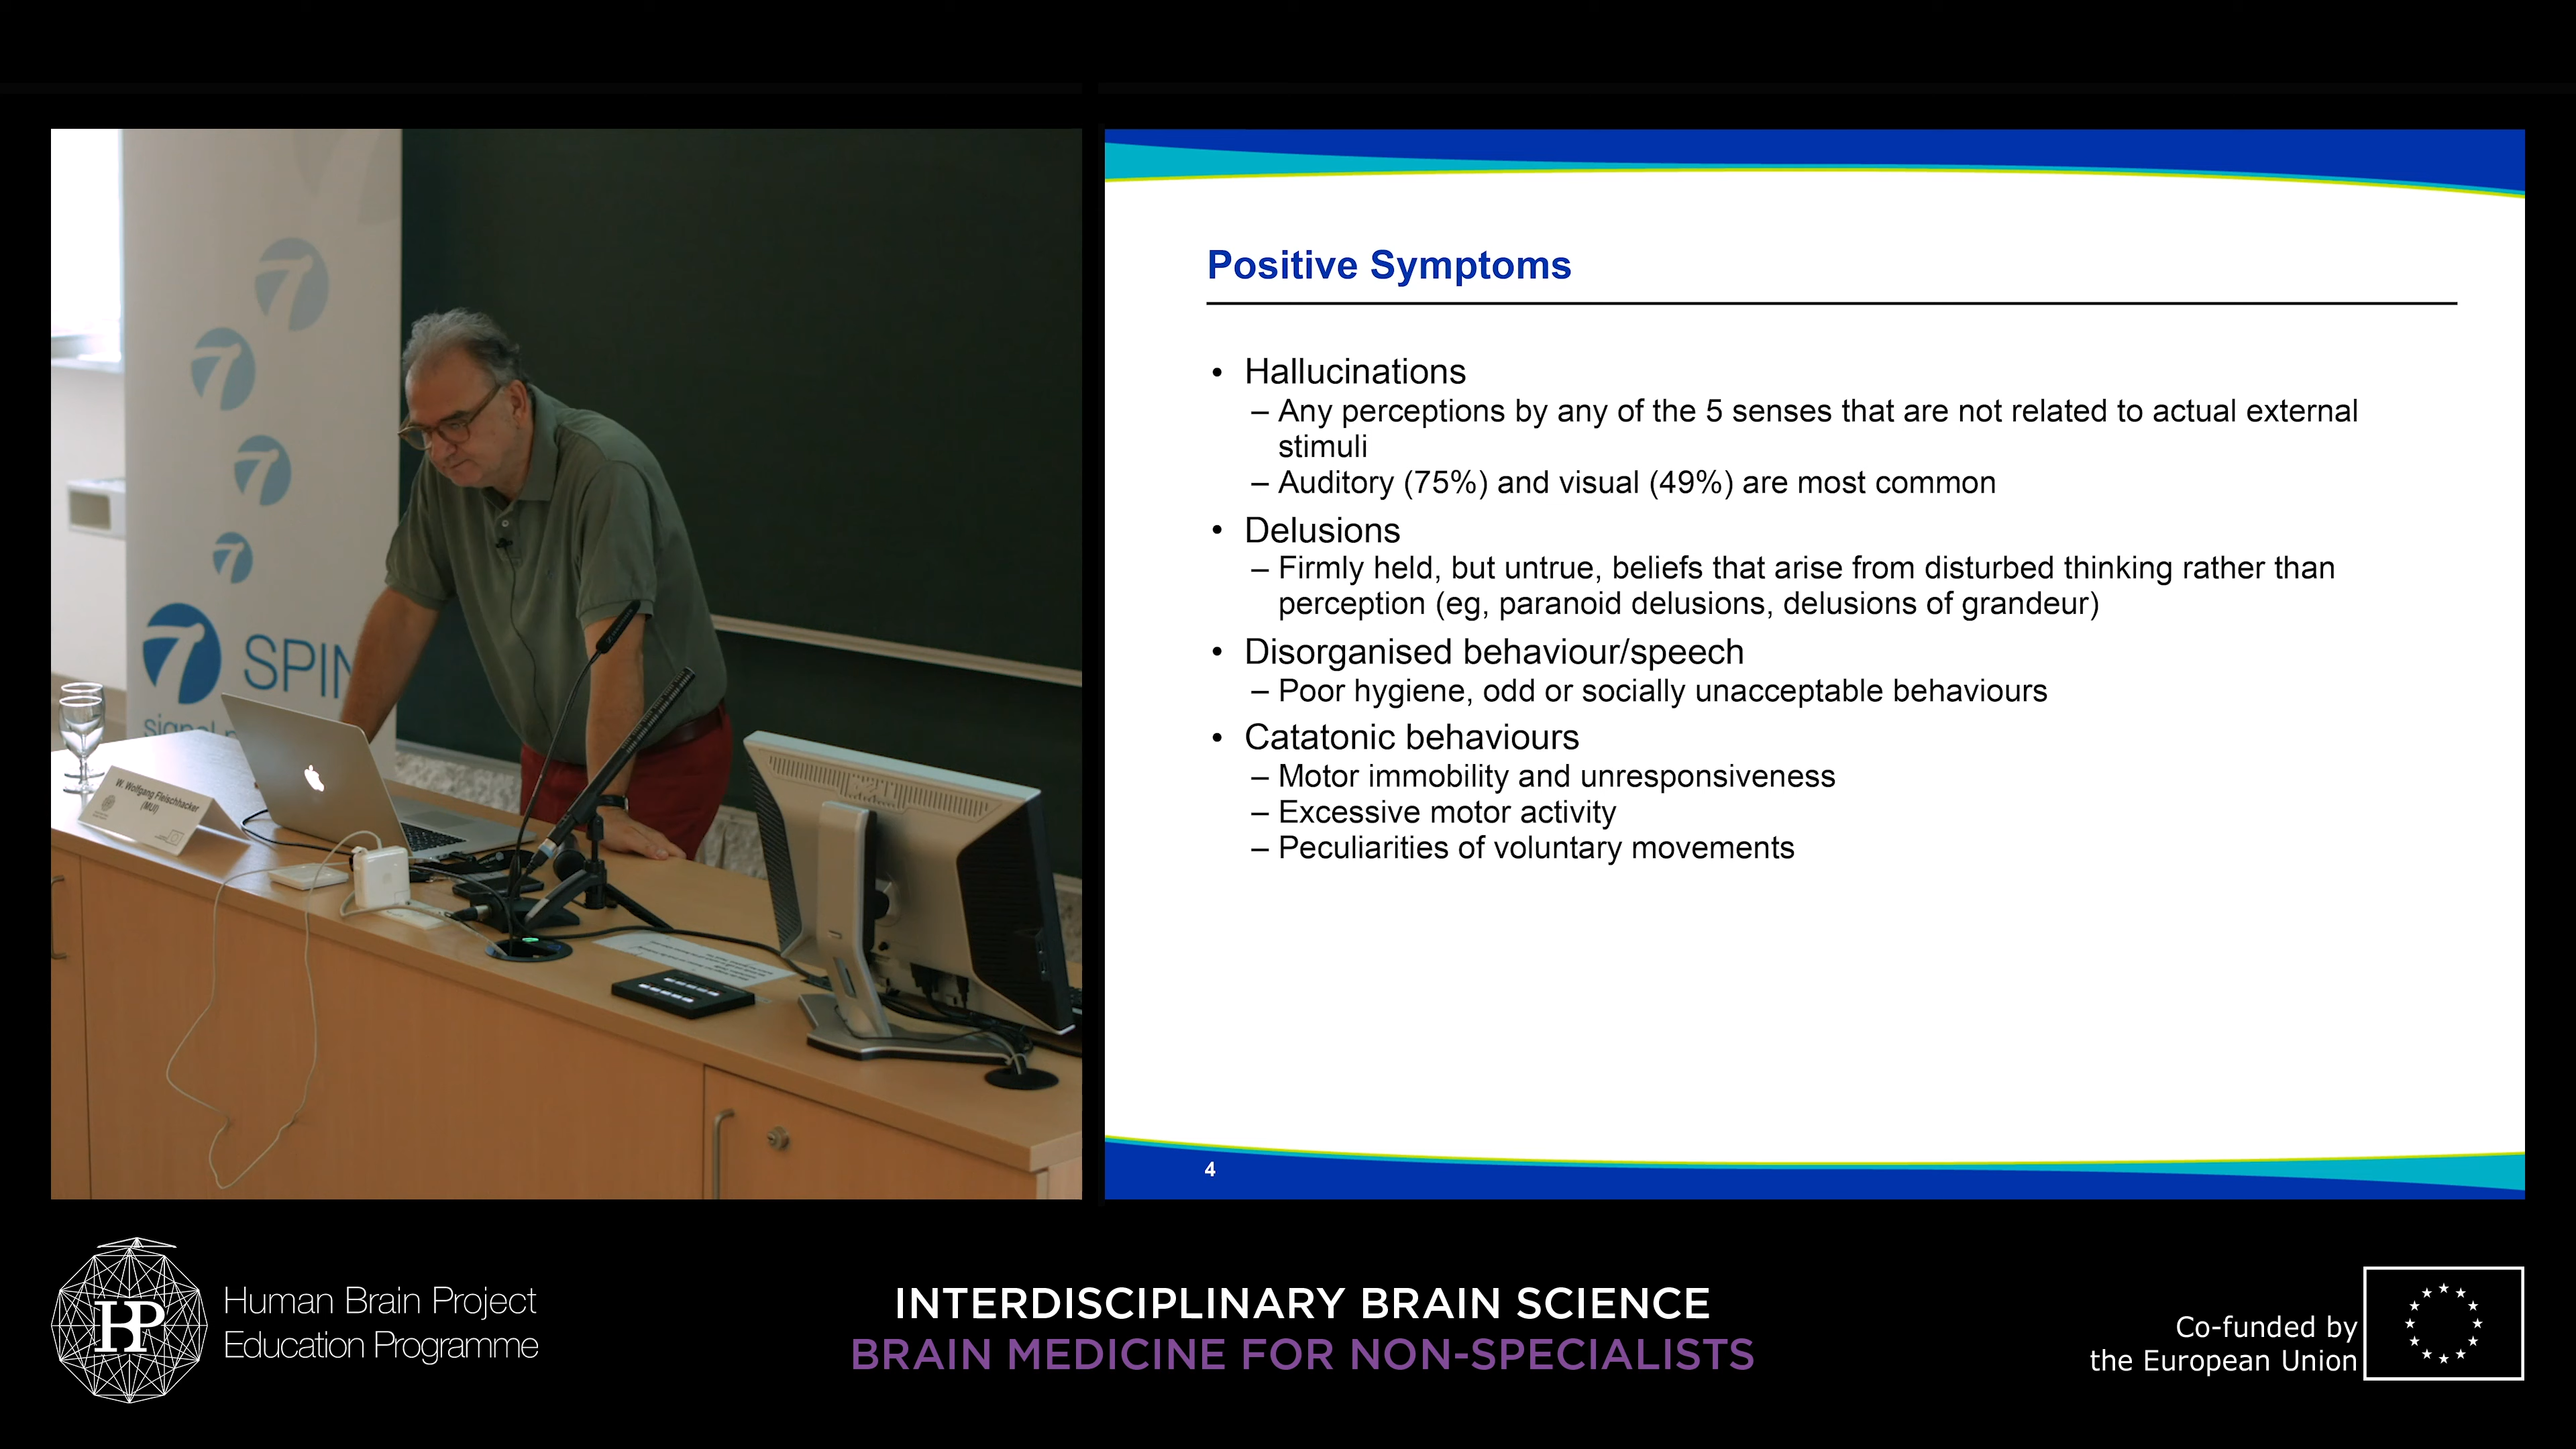 SPIN
W. Wolfgang Fleischhacker
(MUI)
Positive Symptoms
• Hallucinations
– Any perceptions by any of the 5 senses that are not related to actual external
stimuli
– Auditory (75%) and visual (49%) are most common
• Delusions
– Firmly held, but untrue, beliefs that arise from disturbed thinking rather than
perception (eg, paranoid delusions, delusions of grandeur)
• Disorganised behaviour/speech
– Poor hygiene, odd or socially unacceptable behaviours
• Catatonic behaviours
– Motor immobility and unresponsiveness
– Excessive motor activity
– Peculiarities of voluntary movements
4
HBP
Human Brain Project
Education Programme
INTERDISCIPLINARY BRAIN SCIENCE
BRAIN MEDICINE FOR NON-SPECIALISTS
Co-funded by
the European Union